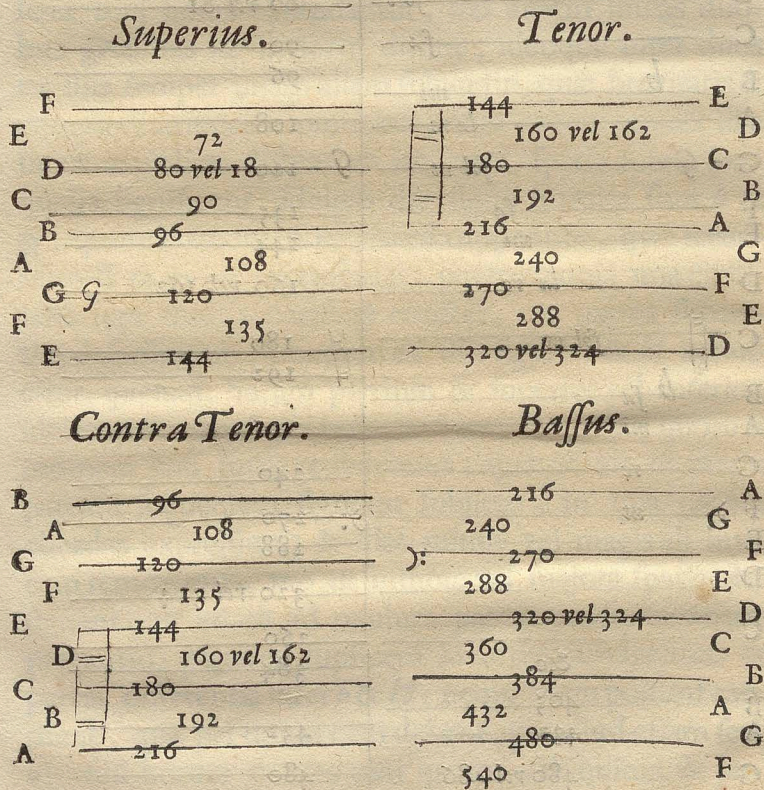 Superius.
F
E 72
D 80 vel 18
C 90
B 96
A 108
G G 120
F 135
E 144
Tenor.
144 E
160 vel 162 D
180 C
192 B
216 A
240 G
270 F
288 E
320 vel 324 D
Contra Tenor.
B 96
A 108
G 120
F 135
E 144
D 160 vel 162
C 180
B 192
A 216
Baſſus.
216 A
240 G
): 270 F
288 E
320 vel 324 D
360 C
384 B
432 A
480 G
540 F